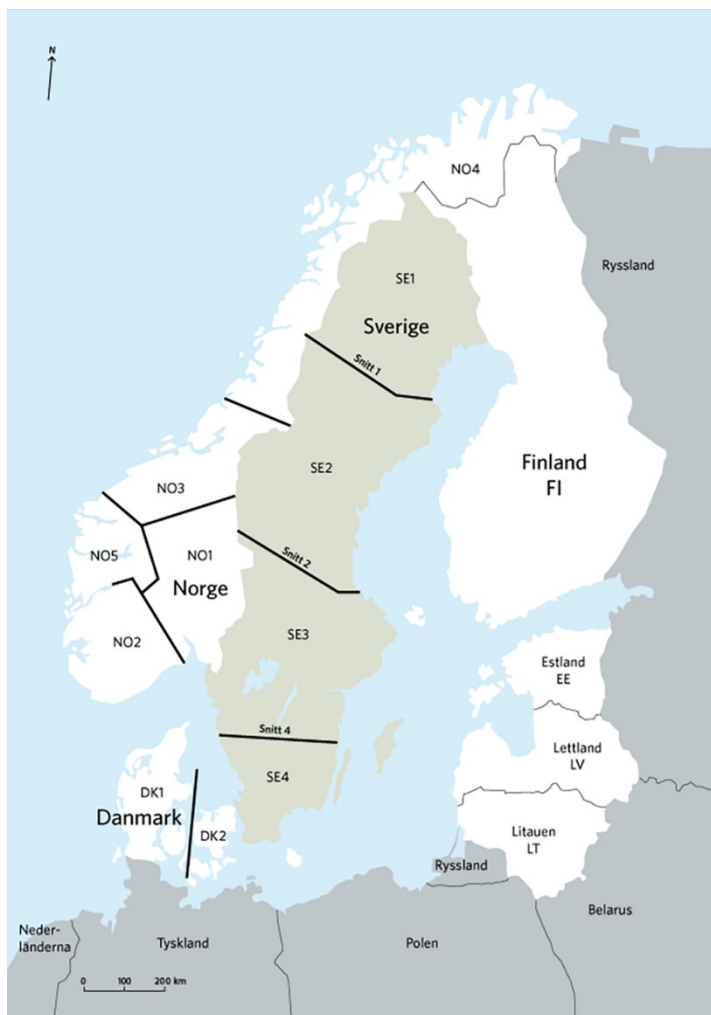 N
NO4
Ryssland
SE1
Sverige
Snitt 1
SE2
Finland
FI
NO3
NO5
NO1
Snitt 2
Norge
NO2
SE3
Estland
EE
Snitt 4
Lettland
LV
SE4
DK1
Danmark
DK2
Litauen
LT
Ryssland
Belarus
Neder-
länderna
Tyskland
Polen
0 100 200 km